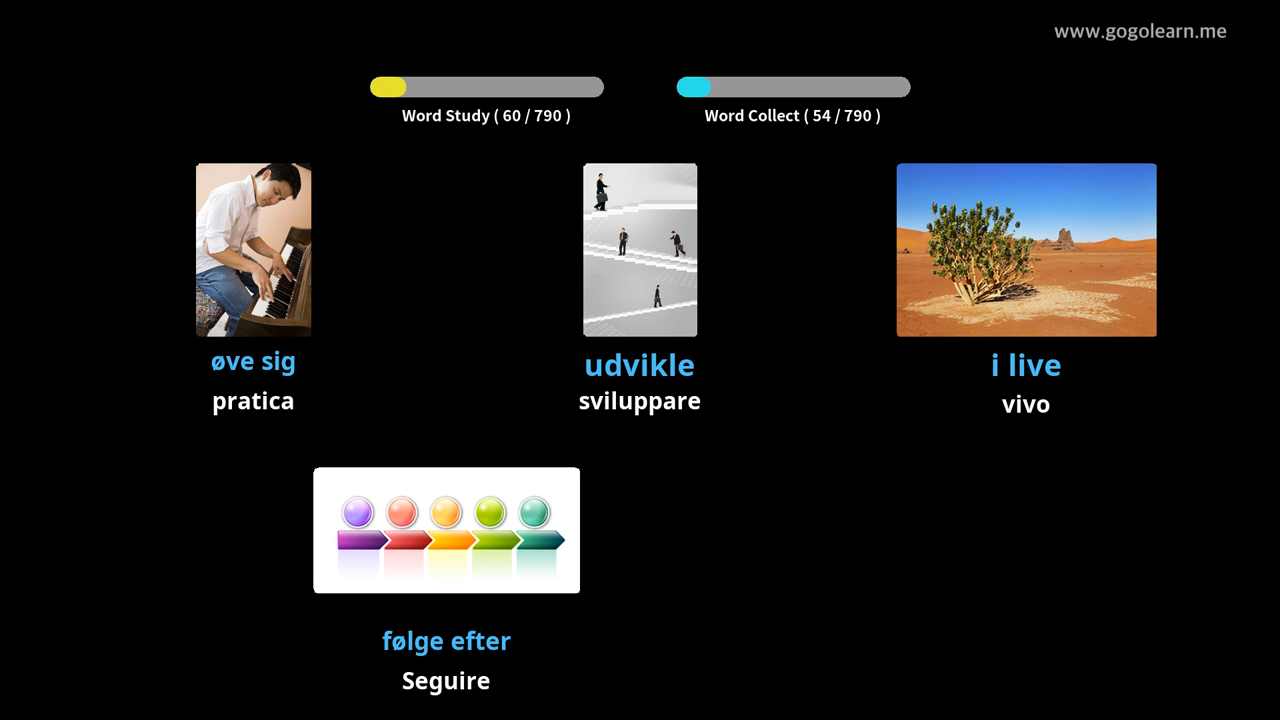 www.gogolearn.me
Word Study ( 60 / 790 )
Word Collect ( 54 / 790 )
øve sig
pratica
udvikle
sviluppare
i live
vivo
følge efter
Seguire